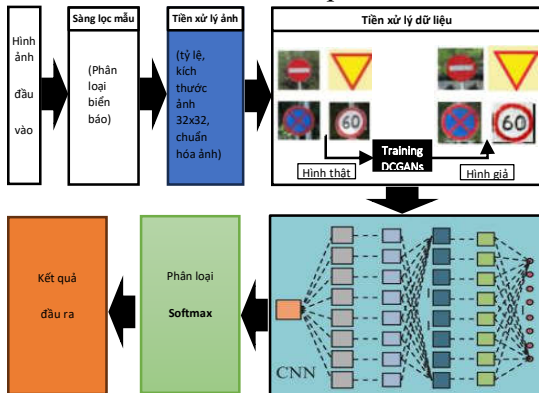 Hình
ảnh
đầu
vào
Sàng lọc mẫu
(Phân
loại
biển
báo)
Tiền xử lý ảnh
(tỷ lệ,
kích
thước
ảnh
32x32,
chuẩn
hóa ảnh)
Tiền xử lý dữ liệu
60
60
Training
DCGANs
Hình thật
Hình giả
CNN
Phân loại
Softmax
Kết quả
đầu ra